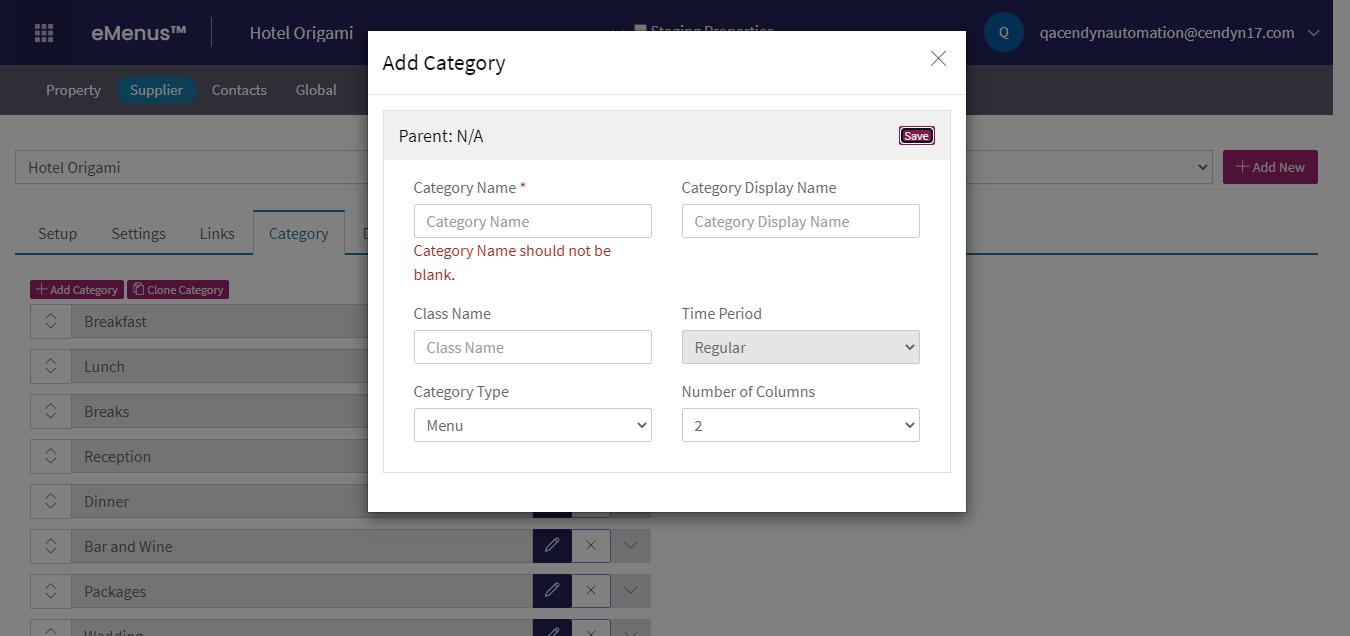 eMenus™
Hotel Origami
Staging Properties
Q
qacendynautomation@cendyn17.com
Property
Supplier
Contacts
Global
Hotel Origami
Add New
Setup
Settings
Links
Category
D
Add Category
Clone Category
Breakfast
Lunch
Breaks
Reception
Dinner
Bar and Wine
Packages
Wedding
Add Category
Parent: N/A
Save
Category Name *
Category Display Name
Category Name
Category Display Name
Category Name should not be
blank.
Class Name
Time Period
Class Name
Regular
Category Type
Number of Columns
Menu
2